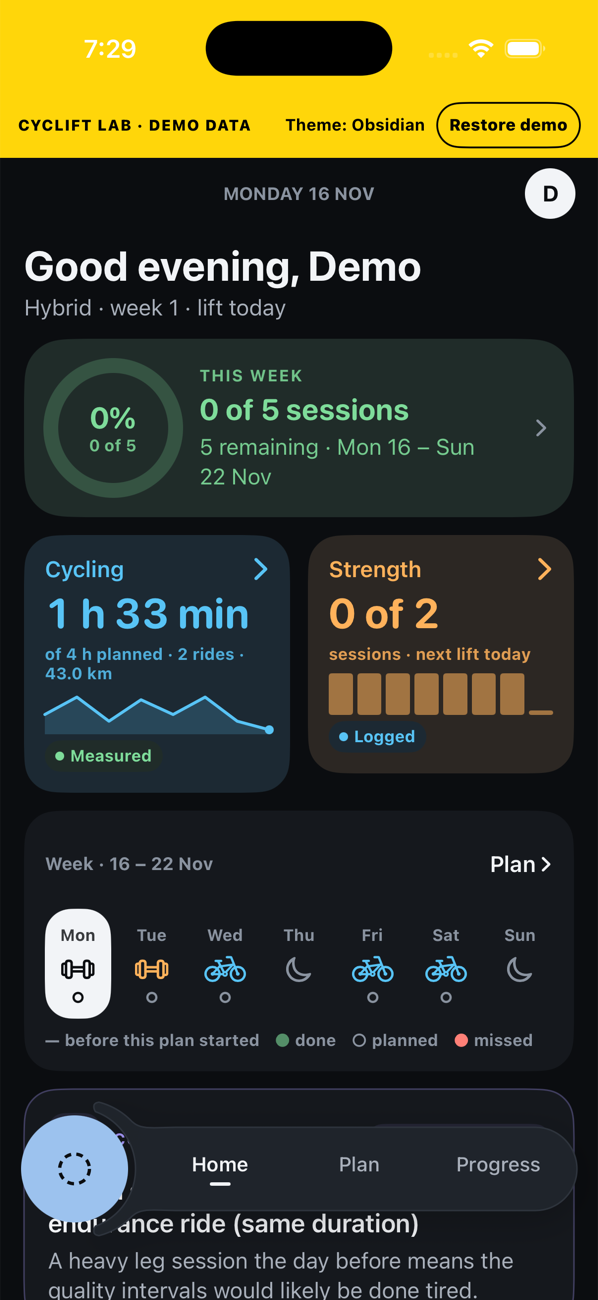 7:29
CYCLIFT LAB · DEMO DATA
Theme: Obsidian
Restore demo
MONDAY 16 NOV
D
Good evening, Demo
Hybrid · week 1 · lift today
THIS WEEK
0%
0 of 5
0 of 5 sessions
5 remaining · Mon 16 – Sun
22 Nov
Cycling
1 h 33 min
of 4 h planned · 2 rides ·
43.0 km
Measured
Strength
0 of 2
sessions · next lift today
Logged
Week · 16 – 22 Nov
Plan
Mon Tue Wed Thu Fri Sat Sun
— before this plan started done planned missed
Home Plan Progress
endurance ride (same duration)
A heavy leg session the day before means the
quality intervals would likely be done tired.